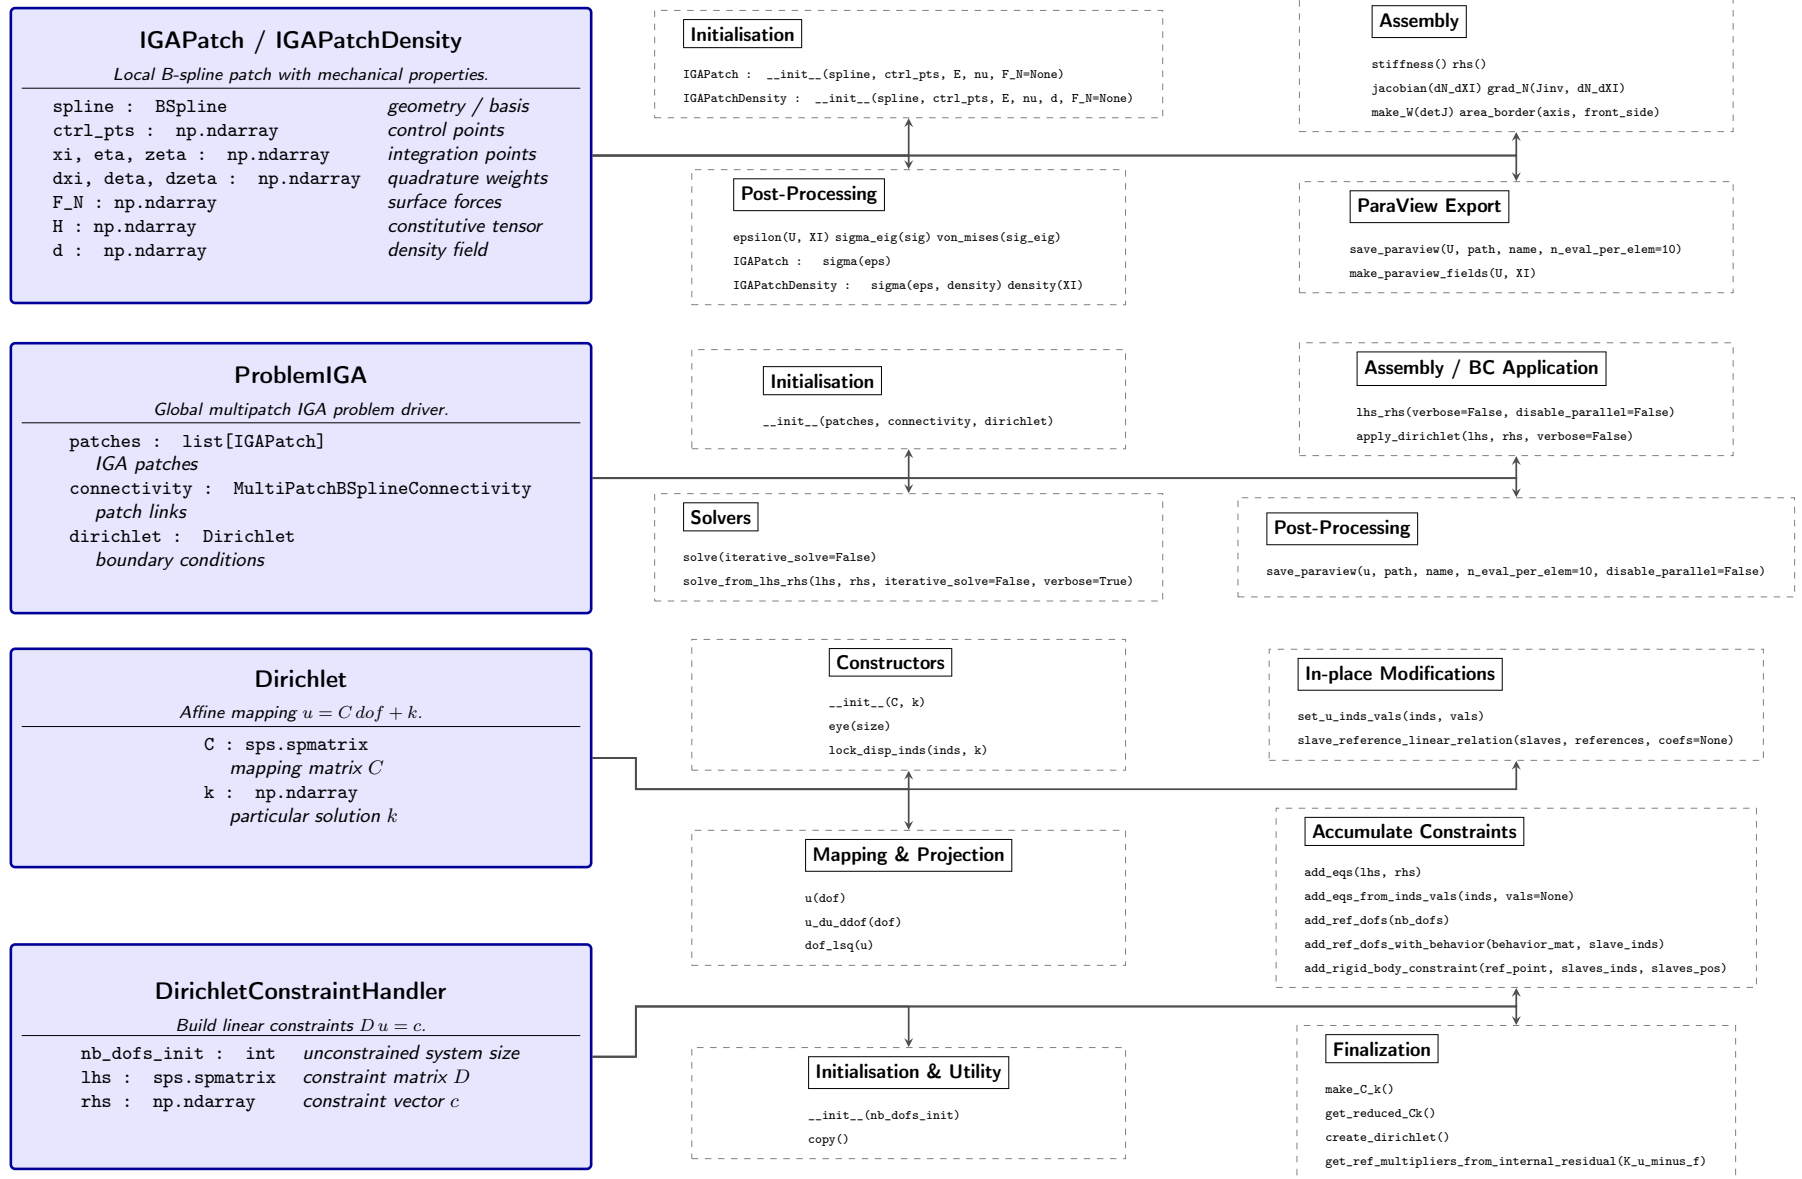 IGAPatch / IGAPatchDensity
Local B-spline patch with mechanical properties.
spline : BSpline geometry / basis
ctrl_pts : np.ndarray control points
xi, eta, zeta : np.ndarray integration points
dxi, deta, dzeta : np.ndarray quadrature weights
F_N : np.ndarray surface forces
H : np.ndarray constitutive tensor
d : np.ndarray density field
Initialisation
IGAPatch : __init__(spline, ctrl_pts, E, nu, F_N=None)
IGAPatchDensity : __init__(spline, ctrl_pts, E, nu, d, F_N=None)
Assembly
stiffness() rhs()
jacobian(dN_dXI) grad_N(Jinv, dN_dXI)
make_W(detJ) area_border(axis, front_side)
Post-Processing
epsilon(U, XI) sigma_eig(sig) von_mises(sig_eig)
IGAPatch : sigma(eps)
IGAPatchDensity : sigma(eps, density) density(XI)
ParaView Export
save_paraview(U, path, name, n_eval_per_elem=10)
make_paraview_fields(U, XI)
ProblemIGA
Global multipatch IGA problem driver.
patches : list[IGAPatch]
IGA patches
connectivity : MultiPatchBSplineConnectivity
patch links
dirichlet : Dirichlet
boundary conditions
Initialisation
__init__(patches, connectivity, dirichlet)
Assembly / BC Application
lhs_rhs(verbose=False, disable_parallel=False)
apply_dirichlet(lhs, rhs, verbose=False)
Solvers
solve(iterative_solve=False)
solve_from_lhs_rhs(lhs, rhs, iterative_solve=False, verbose=True)
Post-Processing
save_paraview(u, path, name, n_eval_per_elem=10, disable_parallel=False)
Dirichlet
Affine mapping u = C dof + k.
C : sps.spmatrix
mapping matrix C
k : np.ndarray
particular solution k
Constructors
__init__(C, k)
eye(size)
lock_disp_inds(inds, k)
In-place Modifications
set_u_inds_vals(inds, vals)
slave_reference_linear_relation(slaves, references, coefs=None)
Mapping & Projection
u(dof)
u_du_ddof(dof)
dof_lsq(u)
Accumulate Constraints
add_eqs(lhs, rhs)
add_eqs_from_inds_vals(inds, vals=None)
add_ref_dofs(nb_dofs)
add_ref_dofs_with_behavior(behavior_mat, slave_inds)
add_rigid_body_constraint(ref_point, slaves_inds, slaves_pos)
DirichletConstraintHandler
Build linear constraints D u = c.
nb_dofs_init : int unconstrained system size
lhs : sps.spmatrix constraint matrix D
rhs : np.ndarray constraint vector c
Initialisation & Utility
__init__(nb_dofs_init)
copy()
Finalization
make_C_k()
get_reduced_Ck()
create_dirichlet()
get_ref_multipliers_from_internal_residual(K_u_minus_f)